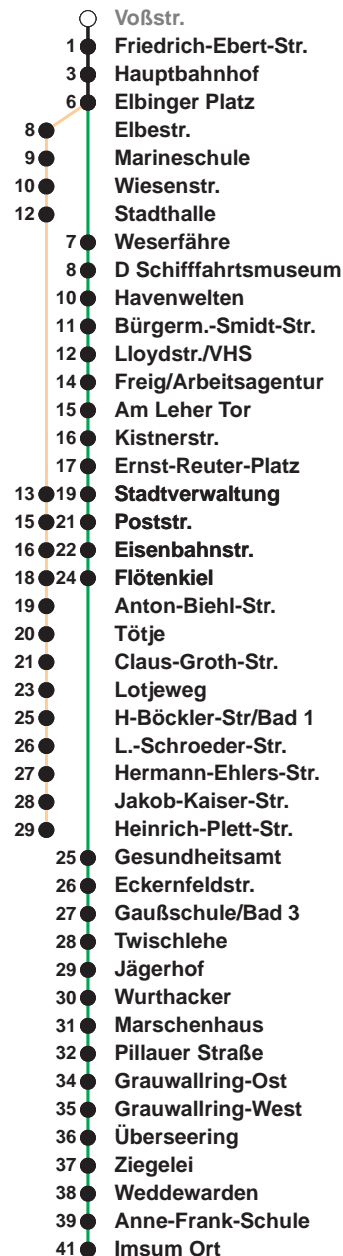 Voßstr.
1 Friedrich-Ebert-Str.
3 Hauptbahnhof
6 Elbinger Platz
8 Elbestr.
9 Marineschule
10 Wiesenstr.
12 Stadthalle
7 Weserfähre
8 D Schifffahrtsmuseum
10 Havenwelten
11 Bürgerm.-Smidt-Str.
12 Lloydstr./VHS
14 Freig/Arbeitsagentur
15 Am Leher Tor
16 Kistnerstr.
17 Ernst-Reuter-Platz
13 19 Stadtverwaltung
15 21 Poststr.
16 22 Eisenbahnstr.
18 24 Flötenkiel
19 Anton-Biehl-Str.
20 Tötje
21 Claus-Groth-Str.
23 Lotjeweg
25 H-Böckler-Str/Bad 1
26 L.-Schroeder-Str.
27 Hermann-Ehlers-Str.
28 Jakob-Kaiser-Str.
29 Heinrich-Plett-Str.
25 Gesundheitsamt
26 Eckernfeldstr.
27 Gaußschule/Bad 3
28 Twischlehe
29 Jägerhof
30 Wurthacker
31 Marschenhaus
32 Pillauer Straße
34 Grauwallring-Ost
35 Grauwallring-West
36 Überseering
37 Ziegelei
38 Weddewarden
39 Anne-Frank-Schule
41 Imsum Ort